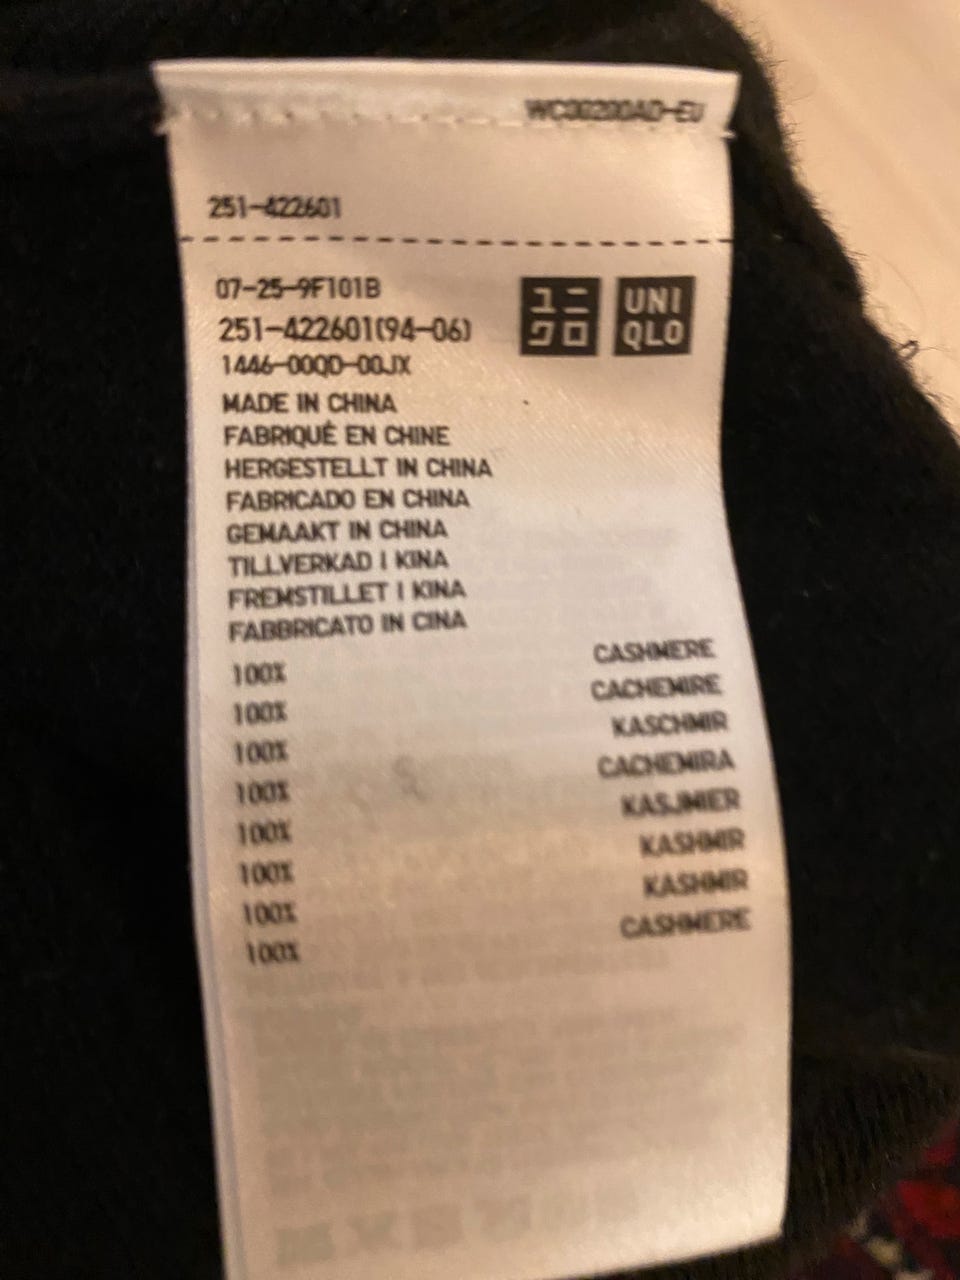 WC00200AD-EU
251-422601
07-25-9F101B
251-422601(94-06)
1446-00QD-00JX
ユニ
クロ
UNI
QLO
MADE IN CHINA
FABRIQUÉ EN CHINE
HERGESTELLT IN CHINA
FABRICADO EN CHINA
GEMAAKT IN CHINA
TILLVERKAD I KINA
FREMSTILLET I KINA
FABBRICATO IN CINA
100% CASHMERE
100% CACHEMIRE
100% KASCHMIR
100% CACHEMIRA
100% KASJMIER
100% KASHMIR
100% KASHMIR
100% CASHMERE